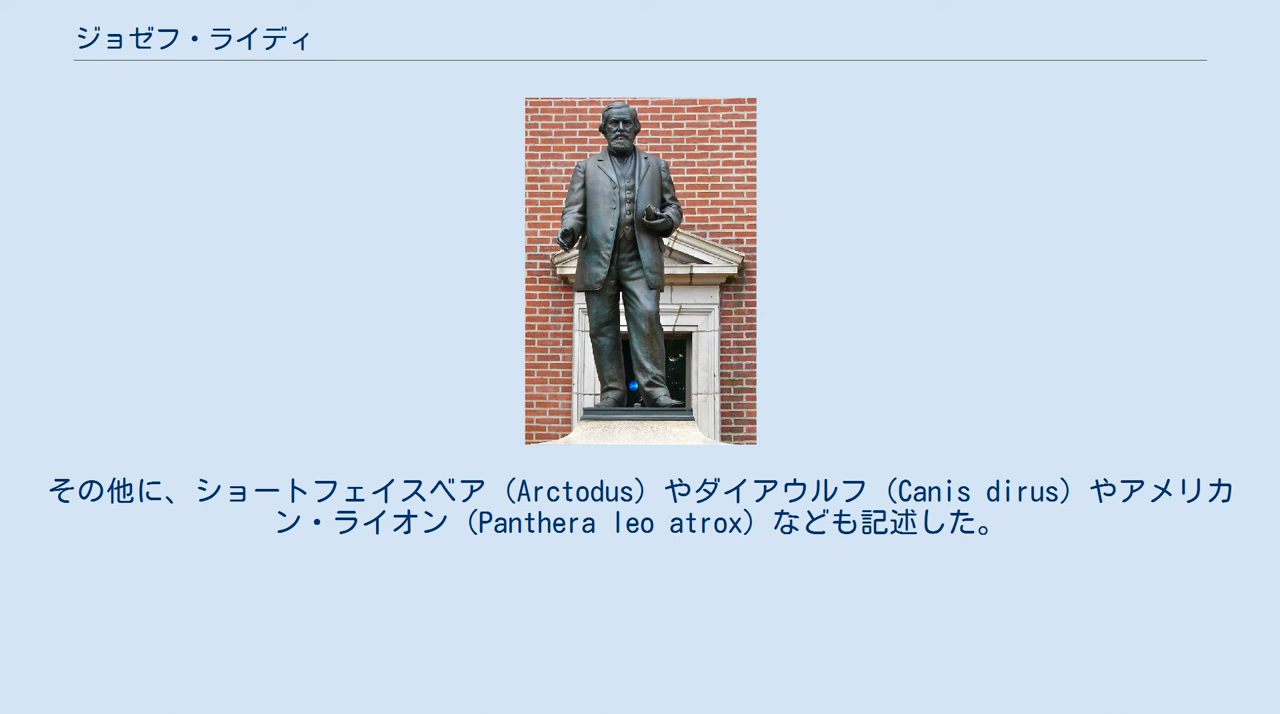 ジョゼフ・ライディ
その他に、ショートフェイスベア（Arctodus）やダイアウルフ（Canis dirus）やアメリカ
ン・ライオン（Panthera leo atrox）なども記述した。